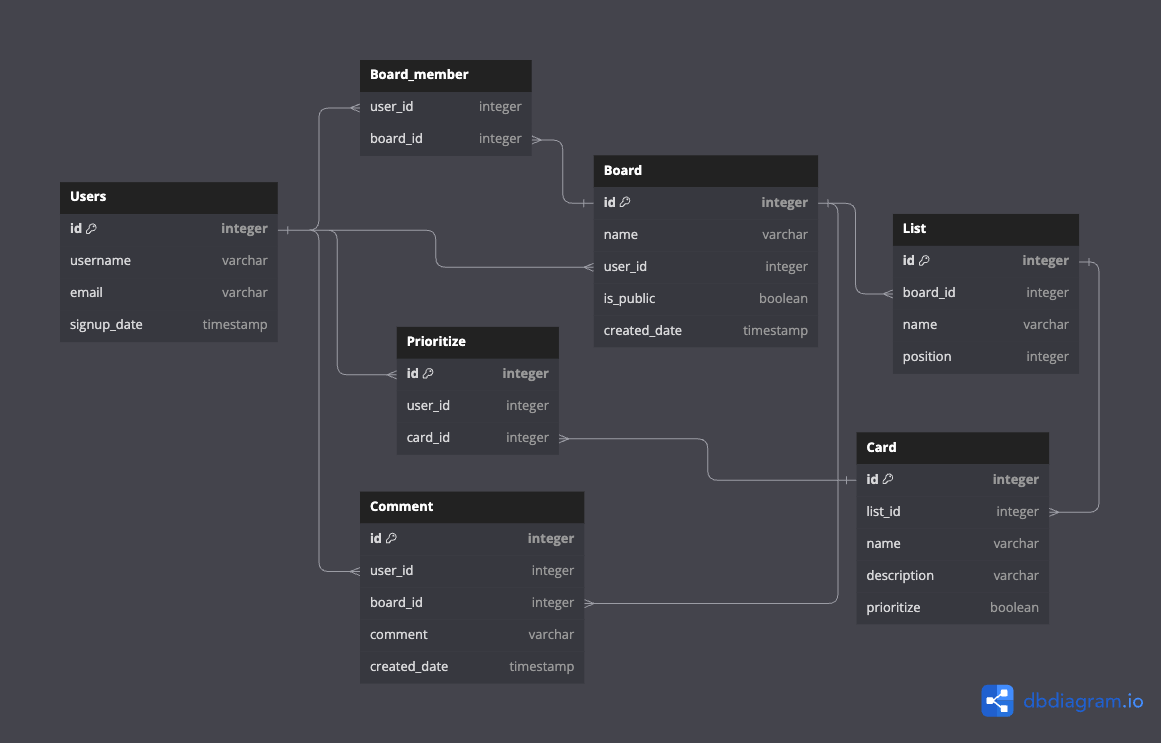 Board_member
user_id integer
board_id integer
Users
id integer
username varchar
email varchar
signup_date timestamp
Board
id integer
name varchar
user_id integer
is_public boolean
created_date timestamp
List
id integer
board_id integer
name varchar
position integer
Prioritize
id integer
user_id integer
card_id integer
Card
id integer
list_id integer
name varchar
description varchar
prioritize boolean
Comment
id integer
user_id integer
board_id integer
comment varchar
created_date timestamp
dbdiagram.io